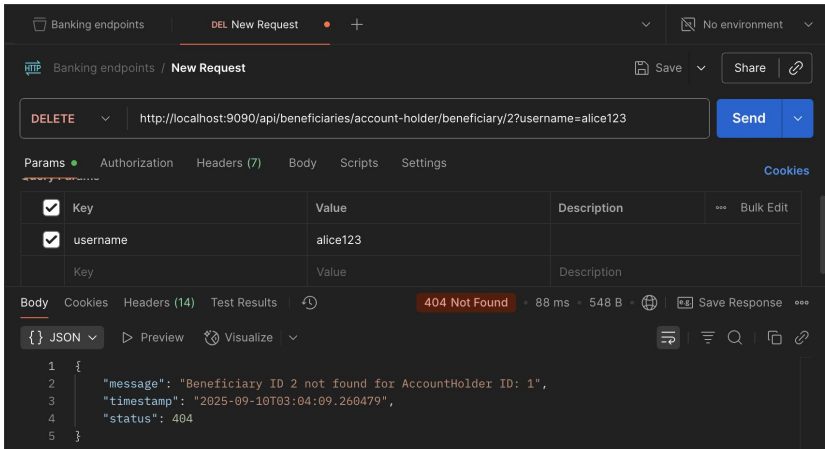 Banking endpoints DEL New Request No environment
HTTP Banking endpoints / New Request Save Share
DELETE http://localhost:9090/api/beneficiaries/account-holder/beneficiary/2?username=alice123 Send
Params Authorization Headers (7) Body Scripts Settings Cookies
Query Params
Key Value Description Bulk Edit
username alice123
Key Value Description
Body Cookies Headers (14) Test Results 404 Not Found 88 ms 548 B e.g. Save Response
{} JSON Preview Visualize
1 {
2 "message": "Beneficiary ID 2 not found for AccountHolder ID: 1",
3 "timestamp": "2025-09-10T03:04:09.260479",
4 "status": 404
5 }